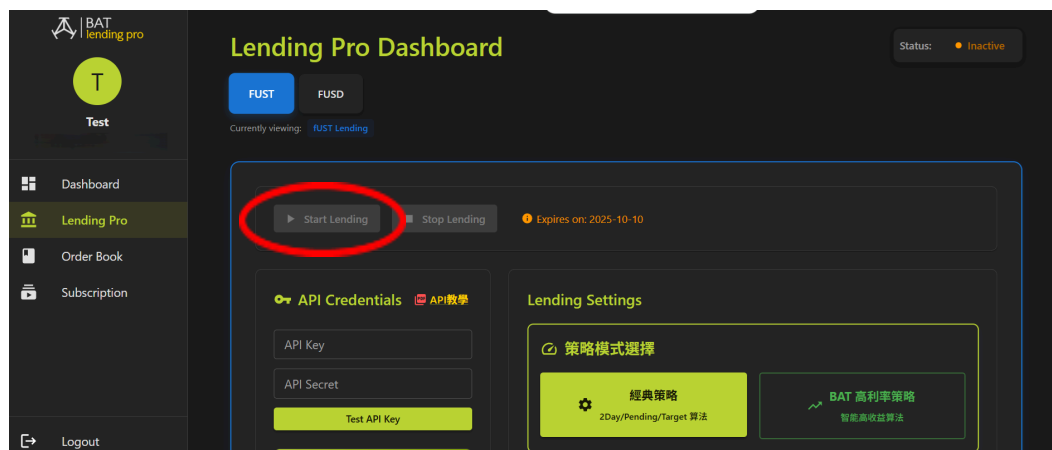 BAT
lending pro
T
Test
Dashboard
Lending Pro
Order Book
Subscription
Logout
Lending Pro Dashboard
Status: Inactive
FUST FUSD
Currently viewing: fUST Lending
Start Lending Stop Lending Expires on: 2025-10-10
API Credentials API教學
API Key
API Secret
Test API Key
Lending Settings
策略模式選擇
經典策略
2Day/Pending/Target 算法
BAT 高利率策略
智能高收益算法